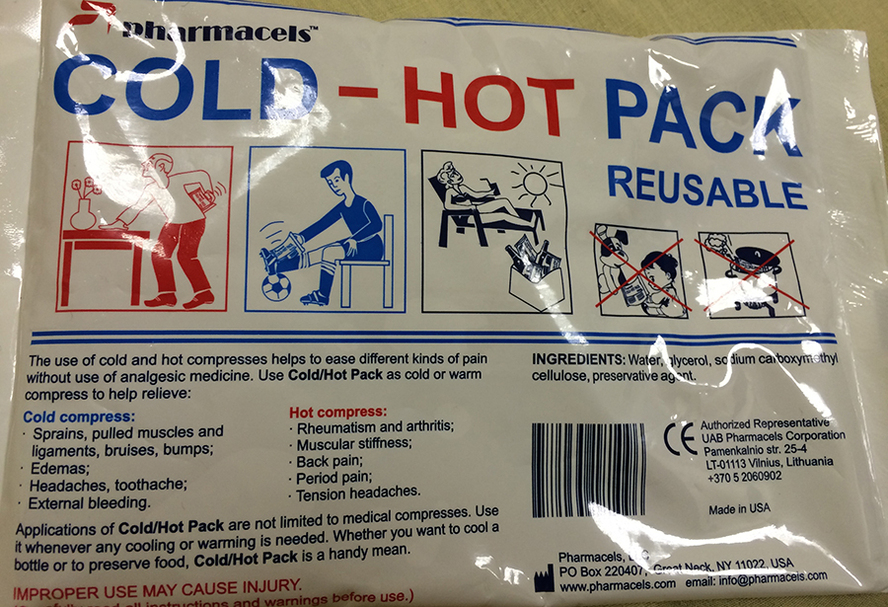 pharmacels™
COLD - HOT PACK
REUSABLE
The use of cold and hot compresses helps to ease different kinds of pain
without use of analgesic medicine. Use Cold/Hot Pack as cold or warm
compress to help relieve:
Cold compress:
· Sprains, pulled muscles and
ligaments, bruises, bumps;
· Edemas;
· Headaches, toothache;
· External bleeding.
Hot compress:
· Rheumatism and arthritis;
· Muscular stiffness;
· Back pain;
· Period pain;
· Tension headaches.
Applications of Cold/Hot Pack are not limited to medical compresses. Use
it whenever any cooling or warming is needed. Whether you want to cool a
bottle or to preserve food, Cold/Hot Pack is a handy mean.
IMPROPER USE MAY CAUSE INJURY.
all instructions and warnings before use.)
INGREDIENTS: Water, glycerol, sodium carboxymethyl
cellulose, preservative agent.
CE
Authorized Representative
UAB Pharmacels Corporation
Pamenkalnio str. 25-4
LT-01113 Vilnius, Lithuania
+370 5 2060902
Made in USA
Pharmacels,
PO Box 220407, Great Neck, NY 11022, USA
www.pharmacels.com email: info@pharmacels.com